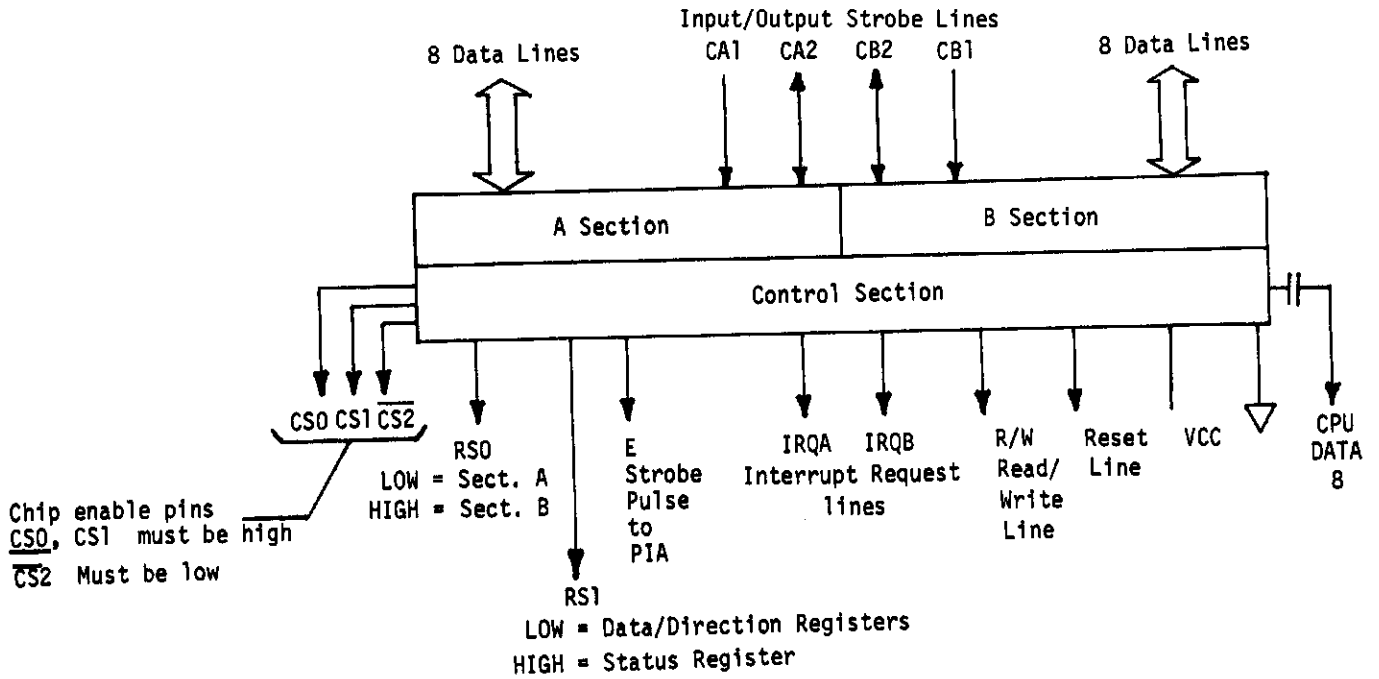 Input/Output Strobe Lines
8 Data Lines
CA1 CA2 CB2 CB1
8 Data Lines
A Section
B Section
Control Section
CS0 CS1 CS2
RS0
LOW = Sect. A
HIGH = Sect. B
E
Strobe
Pulse
to
PIA
IRQA IRQB
Interrupt Request
lines
R/W
Read/
Write
Line
Reset
Line
VCC
CPU
DATA
8
Chip enable pins
CS0, CS1 must be high
CS2 Must be low
RS1
LOW = Data/Direction Registers
HIGH = Status Register